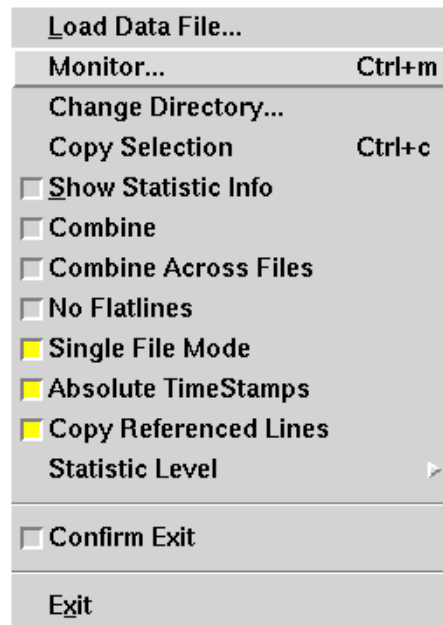 Load Data File...
Monitor... Ctrl+m
Change Directory...
Copy Selection Ctrl+c
Show Statistic Info
Combine
Combine Across Files
No Flatlines
Single File Mode
Absolute TimeStamps
Copy Referenced Lines
Statistic Level
Confirm Exit
Exit